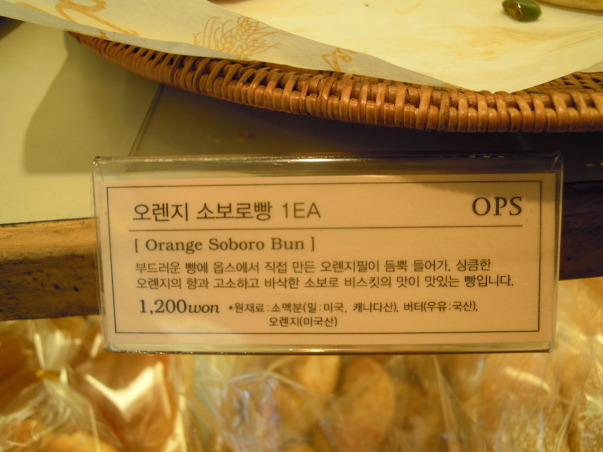 오렌지 소보로빵 1EA
OPS
[ Orange Soboro Bun ]
부드러운 빵에 옵스에서 직접 만든 오렌지필이 듬뿍 들어가, 상큼한
오렌지의 향과 고소하고 바삭한 소보로 비스킷의 맛이 맛있는 빵입니다.
1,200won •원재료 : 소맥분(밀 : 미국, 캐나다산), 버터(우유 : 국산),
오렌지(미국산)